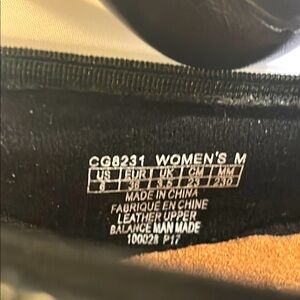 CG8231 WOMEN'S M
US EUR UK CM MM
6 36 3.5 23 230
MADE IN CHINA
FABRIQUE EN CHINE
LEATHER UPPER
BALANCE MAN MADE
100028 P17